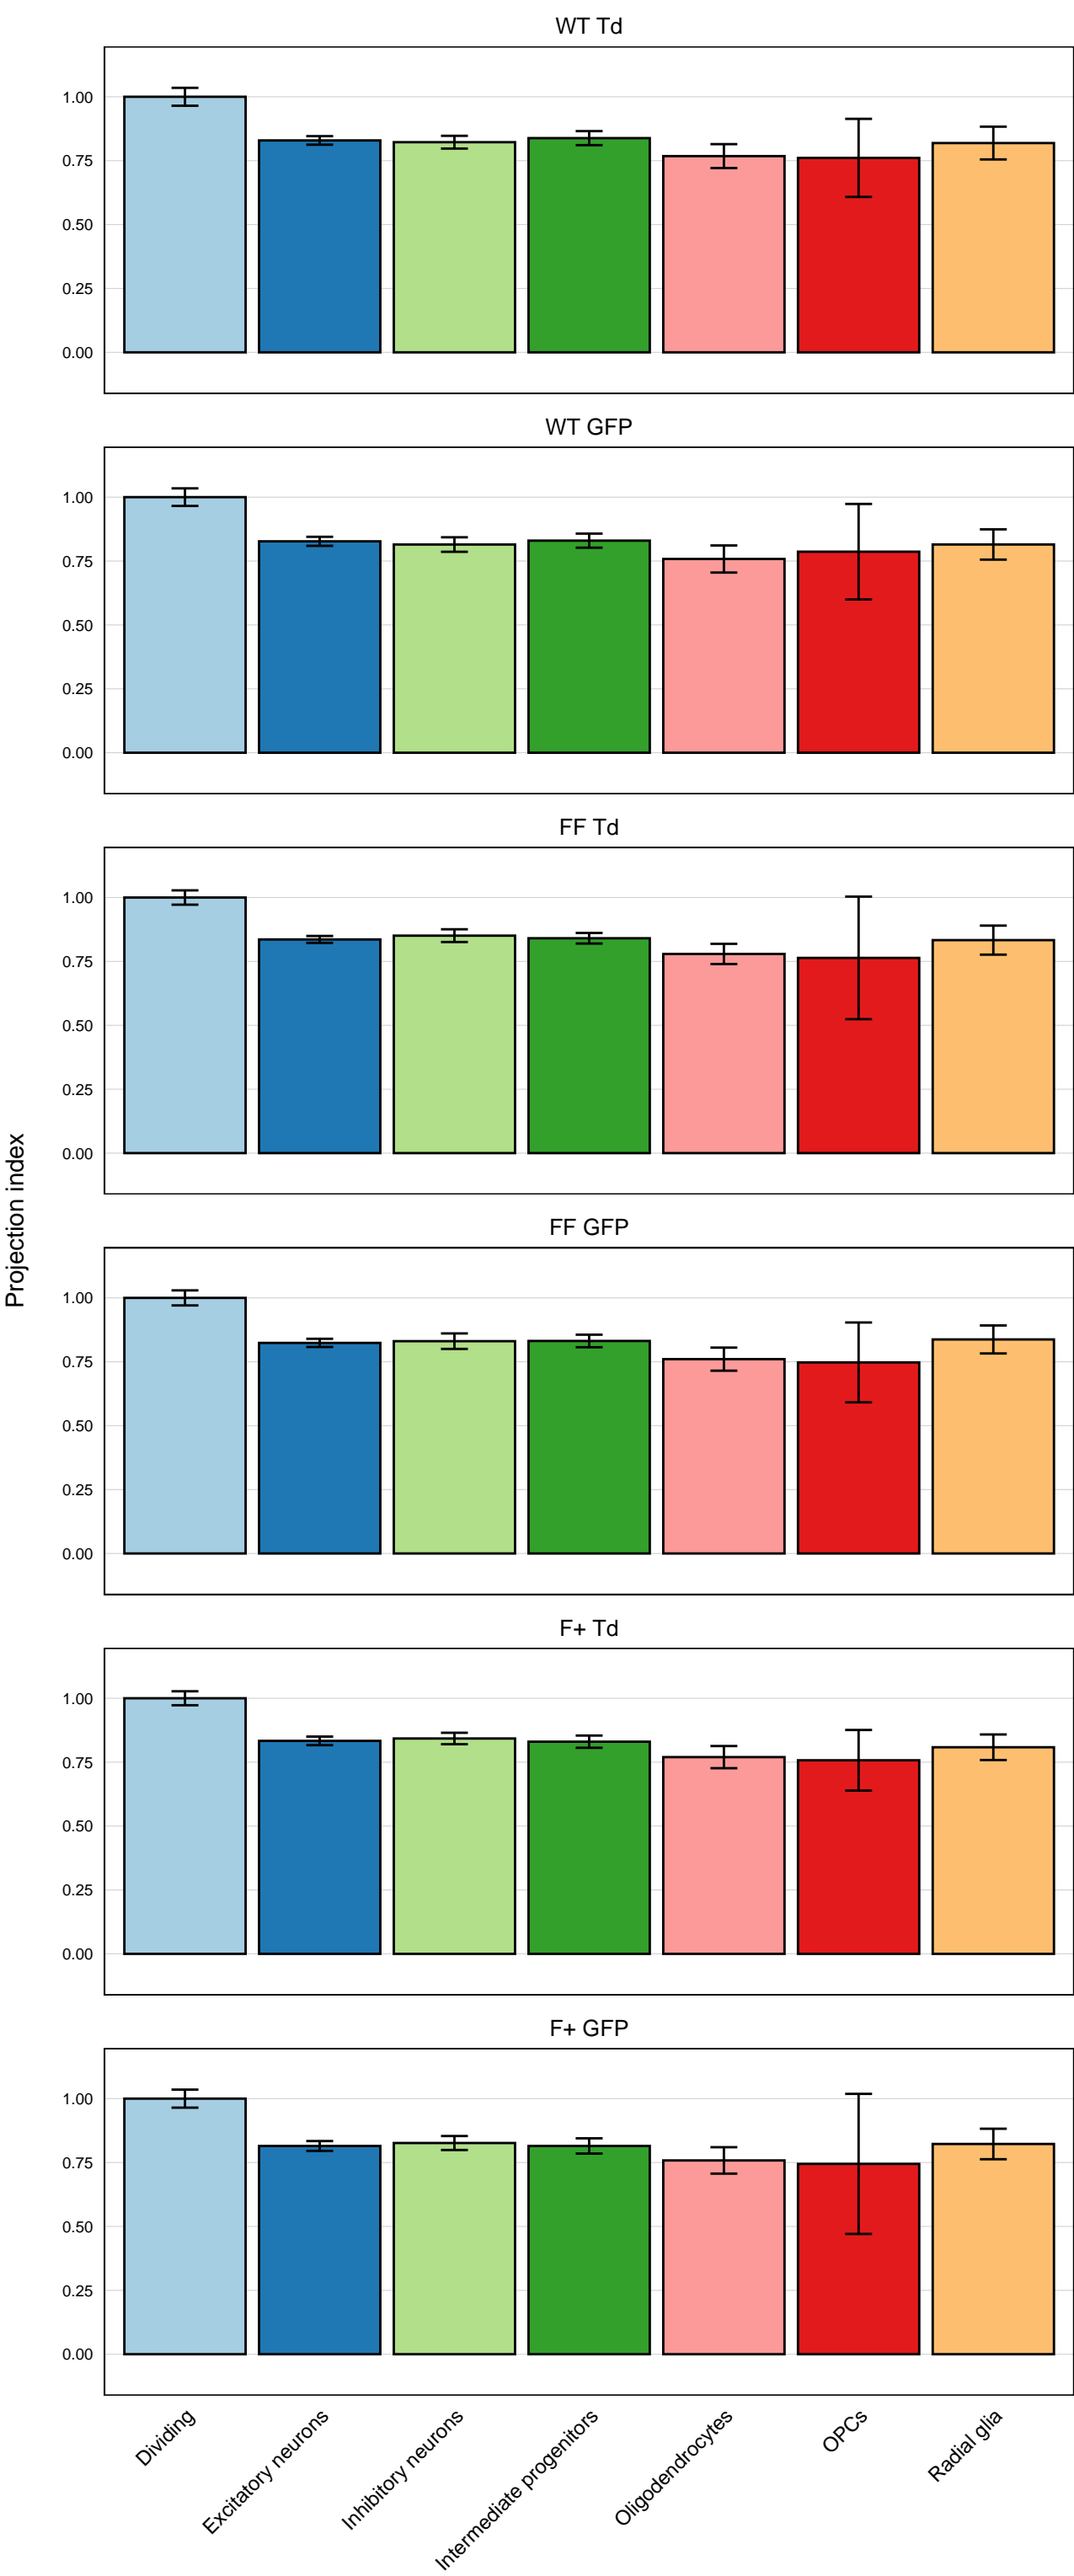 WT Td
1.00
0.75
0.50
0.25
0.00
WT GFP
1.00
0.75
0.50
0.25
0.00
FF Td
1.00
0.75
0.50
0.25
0.00
Projection index
FF GFP
1.00
0.75
0.50
0.25
0.00
F+ Td
1.00
0.75
0.50
0.25
0.00
F+ GFP
1.00
0.75
0.50
0.25
0.00
Dividing
Excitatory neurons
Inhibitory neurons
Intermediate progenitors
Oligodendrocytes
OPCs
Radial glia